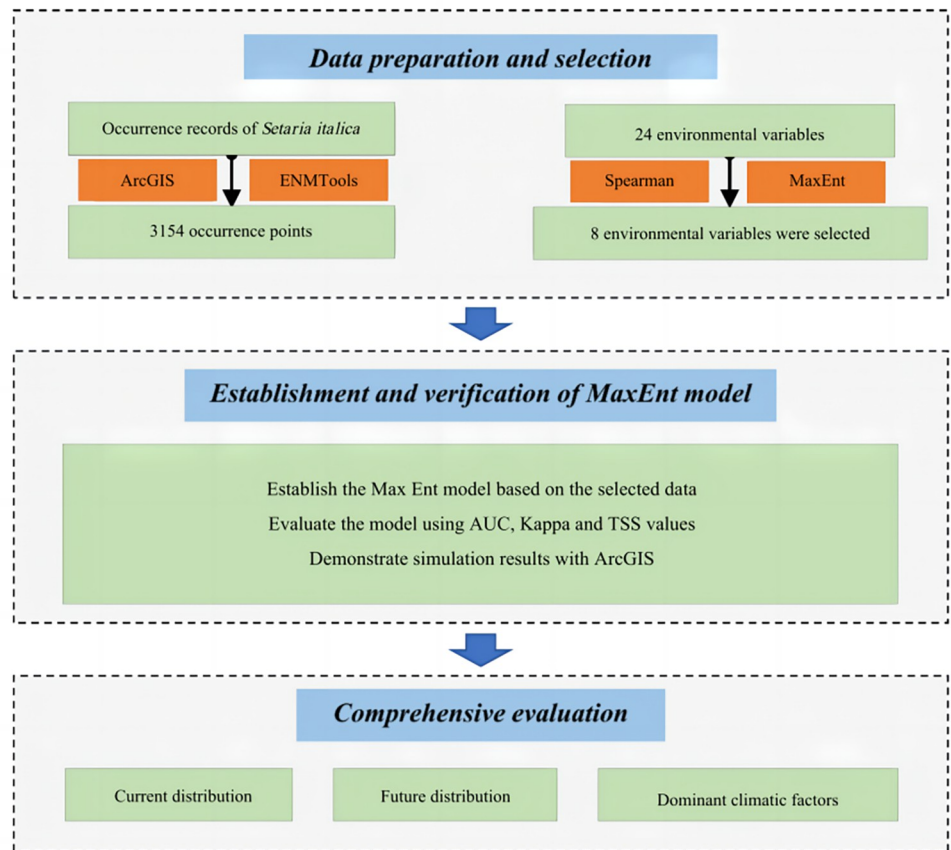 Data preparation and selection
Occurrence records of Setaria italica
ArcGIS
ENMTools
3154 occurrence points
24 environmental variables
Spearman
MaxEnt
8 environmental variables were selected
Establishment and verification of MaxEnt model
Establish the Max Ent model based on the selected data
Evaluate the model using AUC, Kappa and TSS values
Demonstrate simulation results with ArcGIS
Comprehensive evaluation
Current distribution
Future distribution
Dominant climatic factors